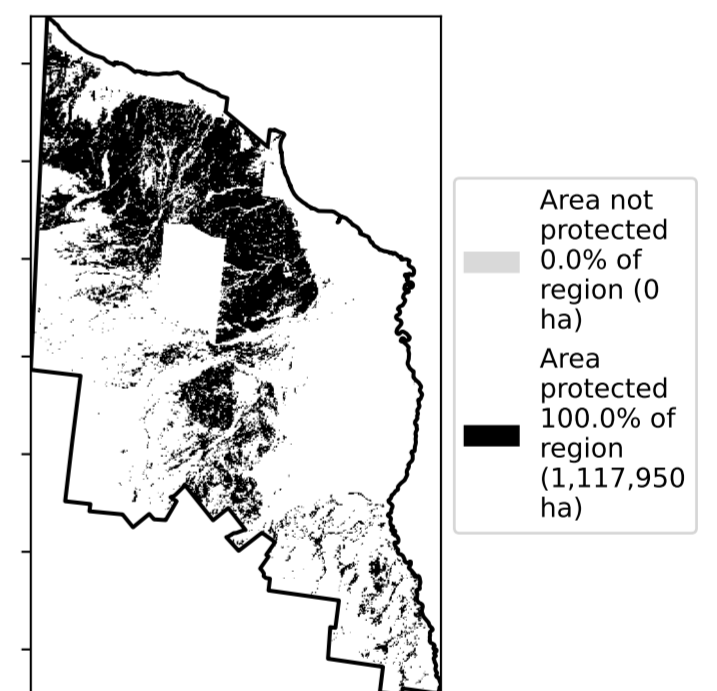 Area not
protected
0.0% of
region (0
ha)
Area
protected
100.0% of
region
(1,117,950
ha)